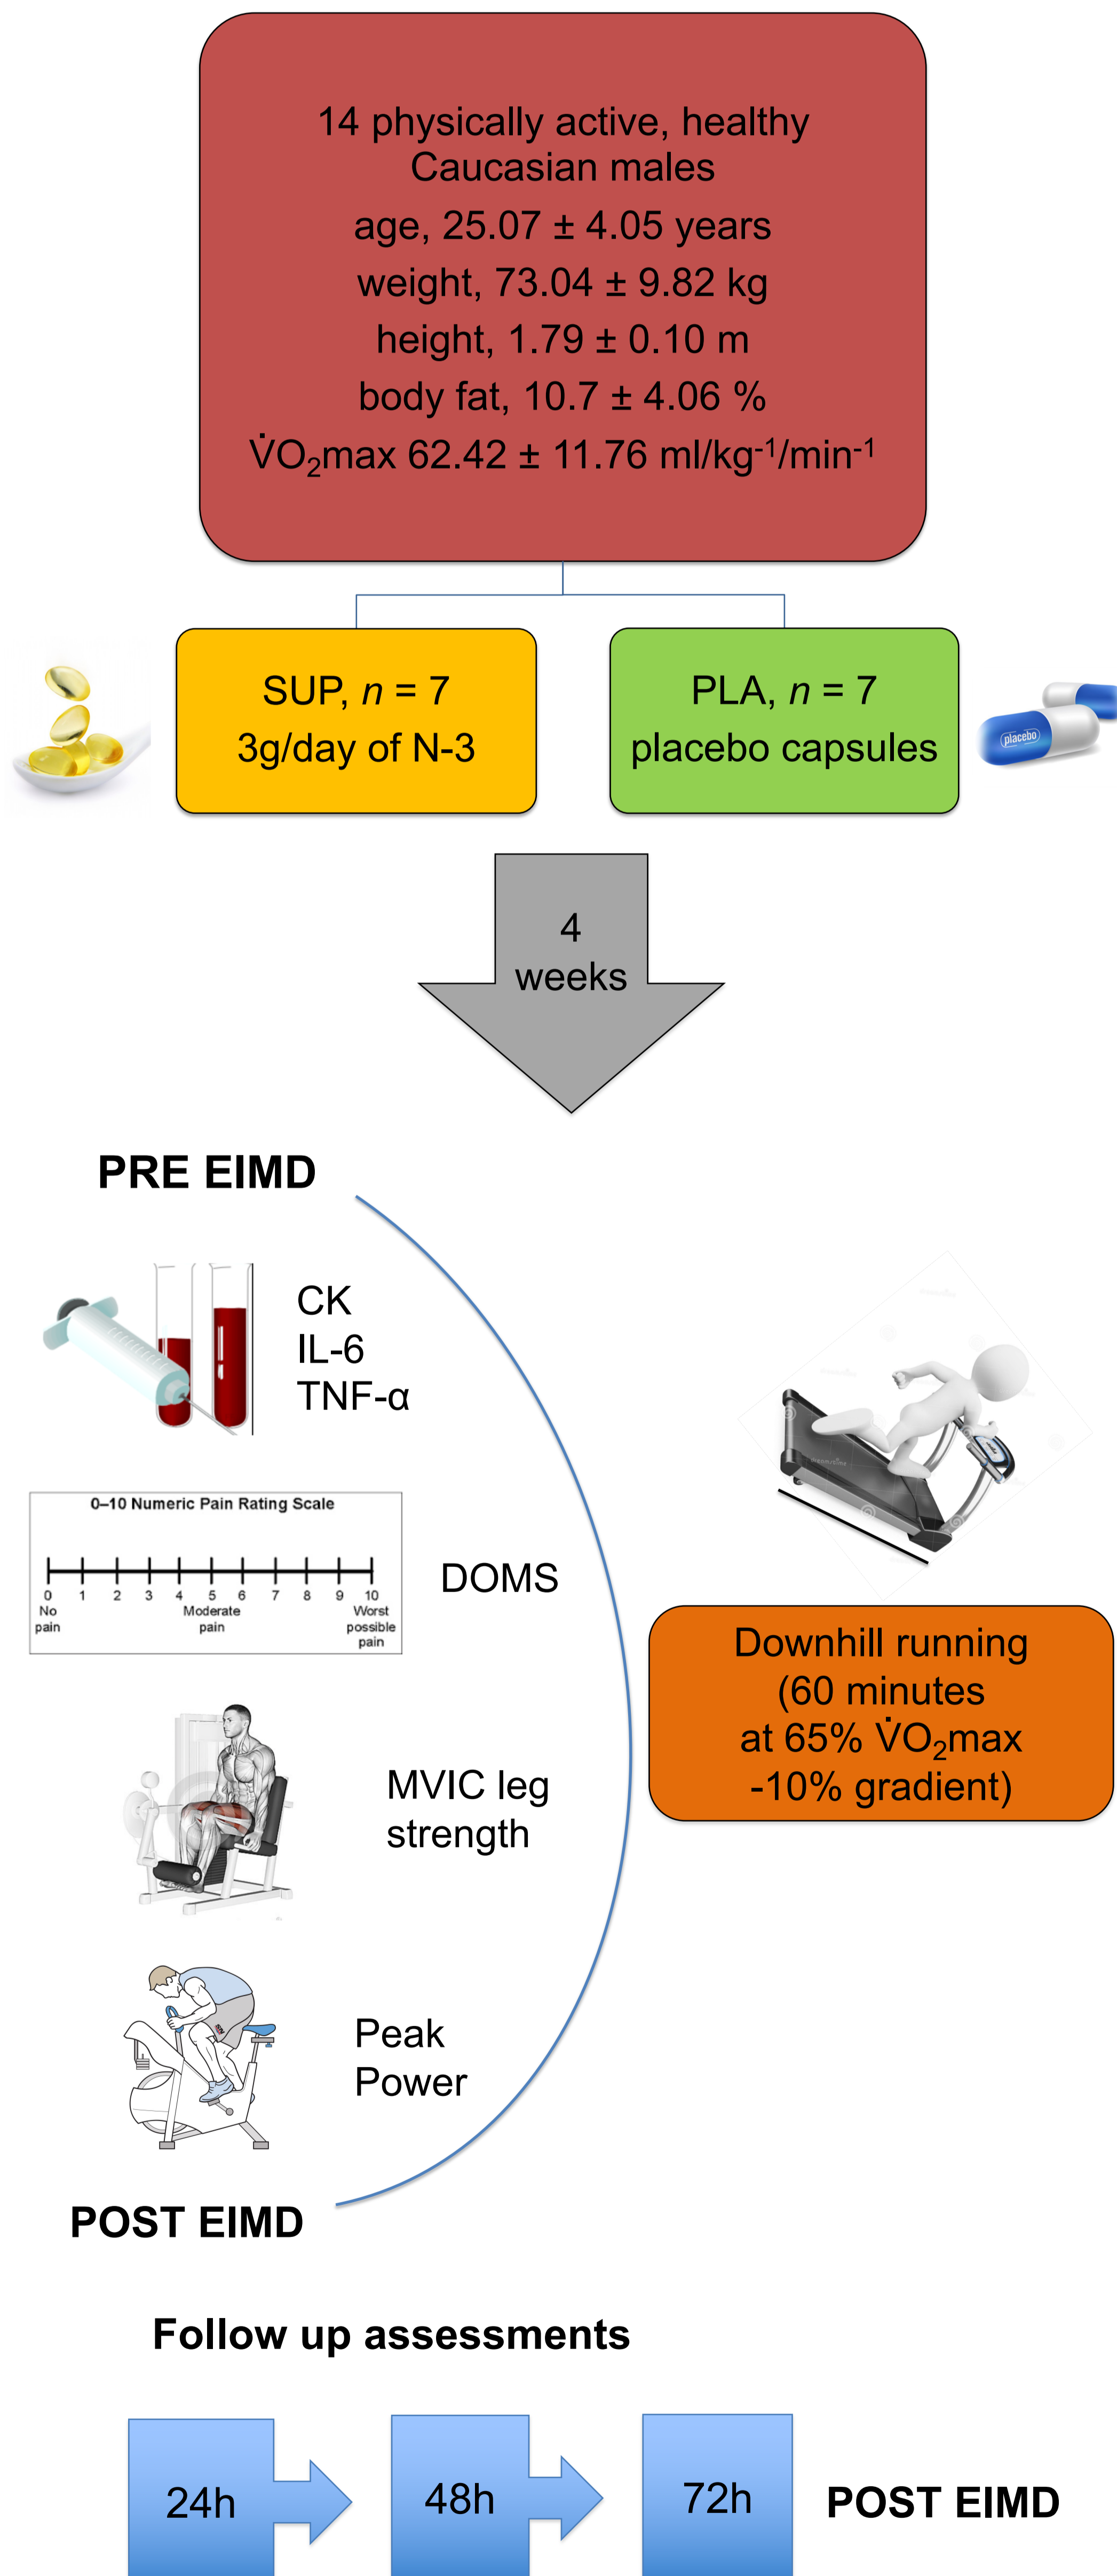 14 physically active, healthy
Caucasian males
age, 25.07 ± 4.05 years
weight, 73.04 ± 9.82 kg
height, 1.79 ± 0.10 m
body fat, 10.7 ± 4.06 %
V̇O₂max 62.42 ± 11.76 ml/kg⁻¹/min⁻¹
SUP, n = 7
3g/day of N-3
PLA, n = 7
placebo capsules
placebo
4
weeks
PRE EIMD
CK
IL-6
TNF-α
0–10 Numeric Pain Rating Scale
0 1 2 3 4 5 6 7 8 9 10
No pain
Moderate pain
Worst possible pain
DOMS
MVIC leg
strength
Peak
Power
Downhill running
(60 minutes
at 65% V̇O₂max
-10% gradient)
POST EIMD
Follow up assessments
24h
48h
72h
POST EIMD